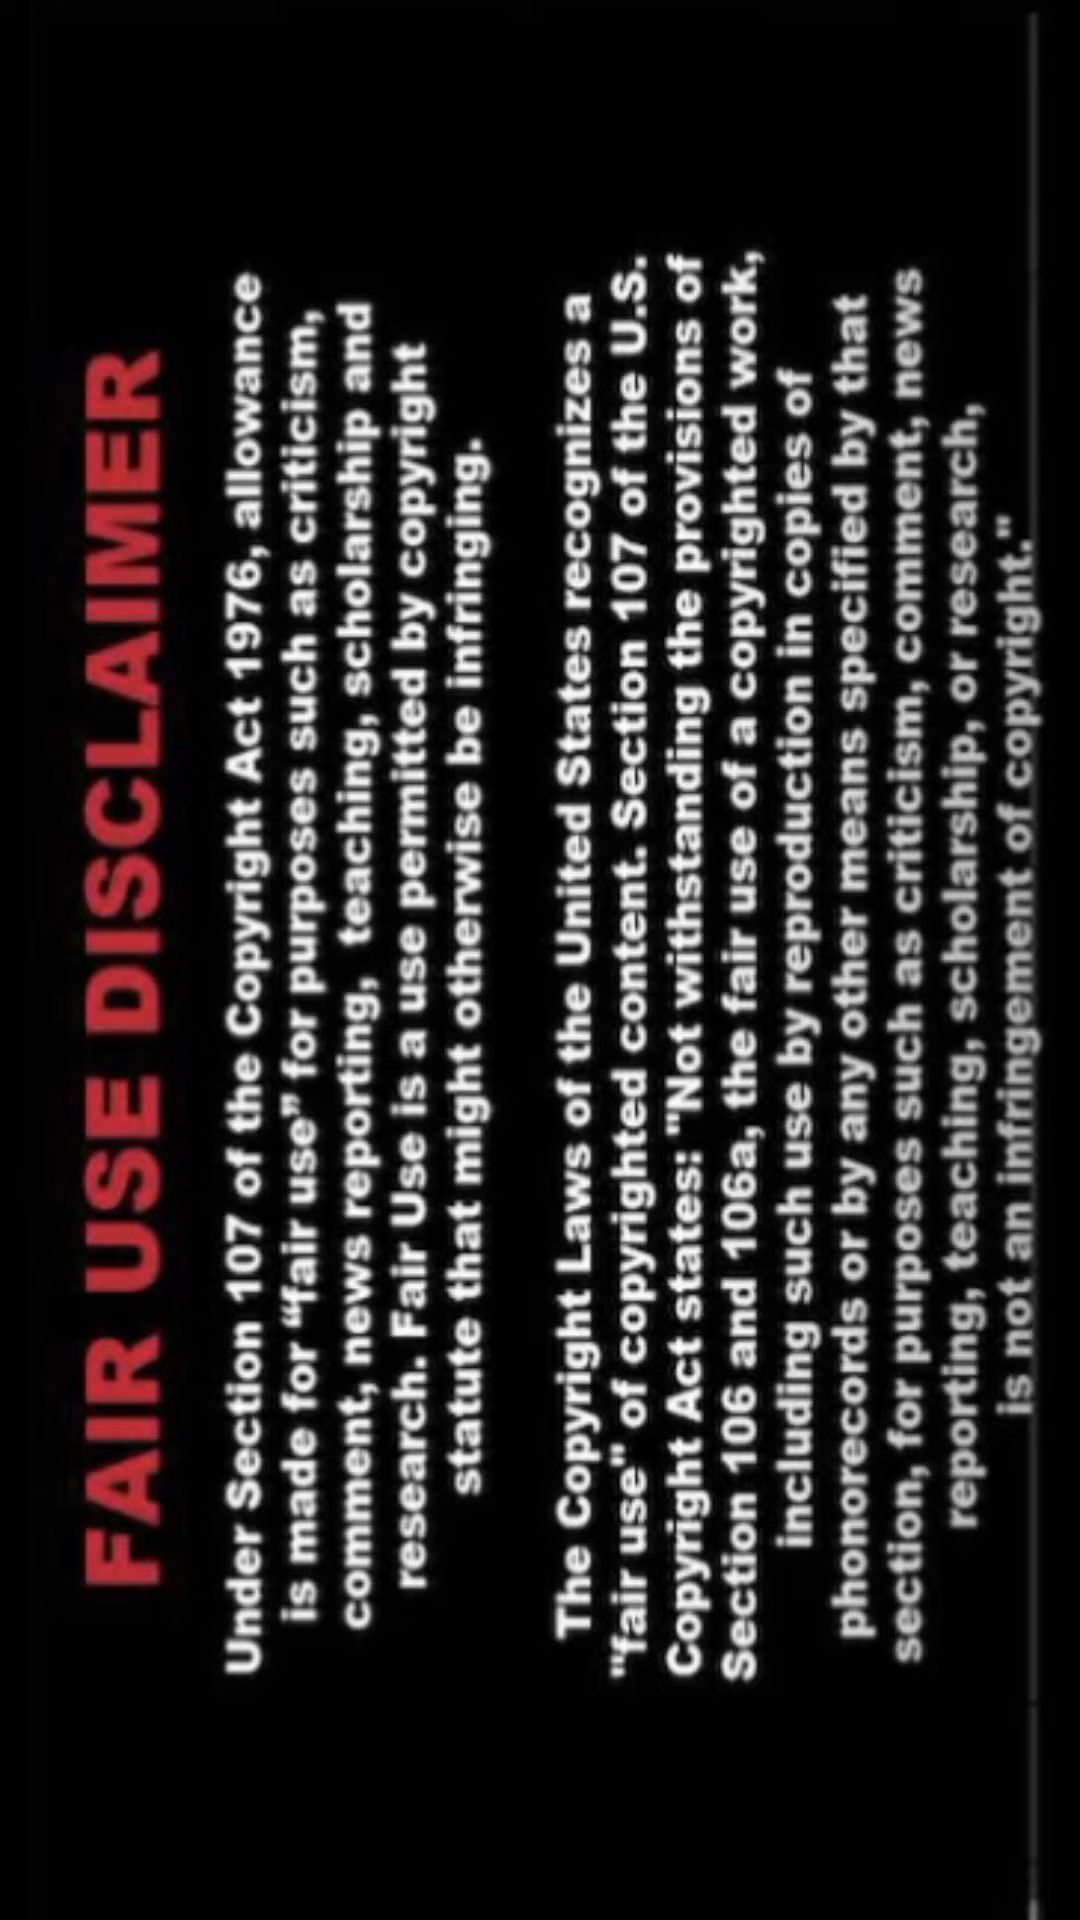 FAIR USE DISCLAIMER
Under Section 107 of the Copyright Act 1976, allowance
is made for “fair use” for purposes such as criticism,
comment, news reporting, teaching, scholarship and
research. Fair Use is a use permitted by copyright
statute that might otherwise be infringing.
The Copyright Laws of the United States recognizes a
"fair use" of copyrighted content. Section 107 of the U.S.
Copyright Act states: "Not withstanding the provisions of
Section 106 and 106a, the fair use of a copyrighted work,
including such use by reproduction in copies of
phonorecords or by any other means specified by that
section, for purposes such as criticism, comment, news
reporting, teaching, scholarship, or research,
is not an infringement of copyright."